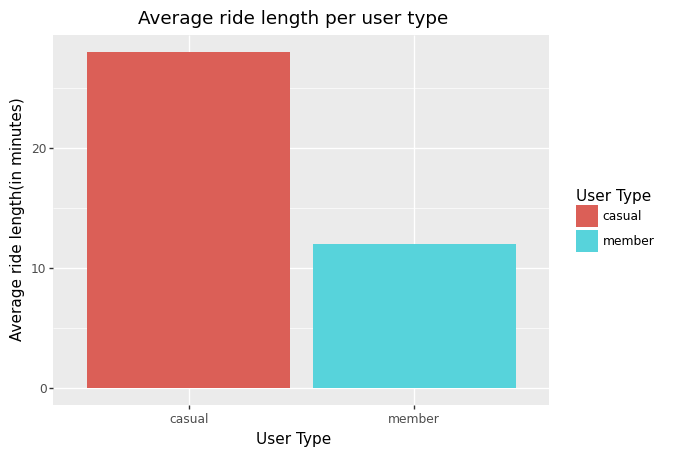 Average ride length per user type
Average ride length(in minutes)
20
10
0
casual
member
User Type
User Type
casual
member